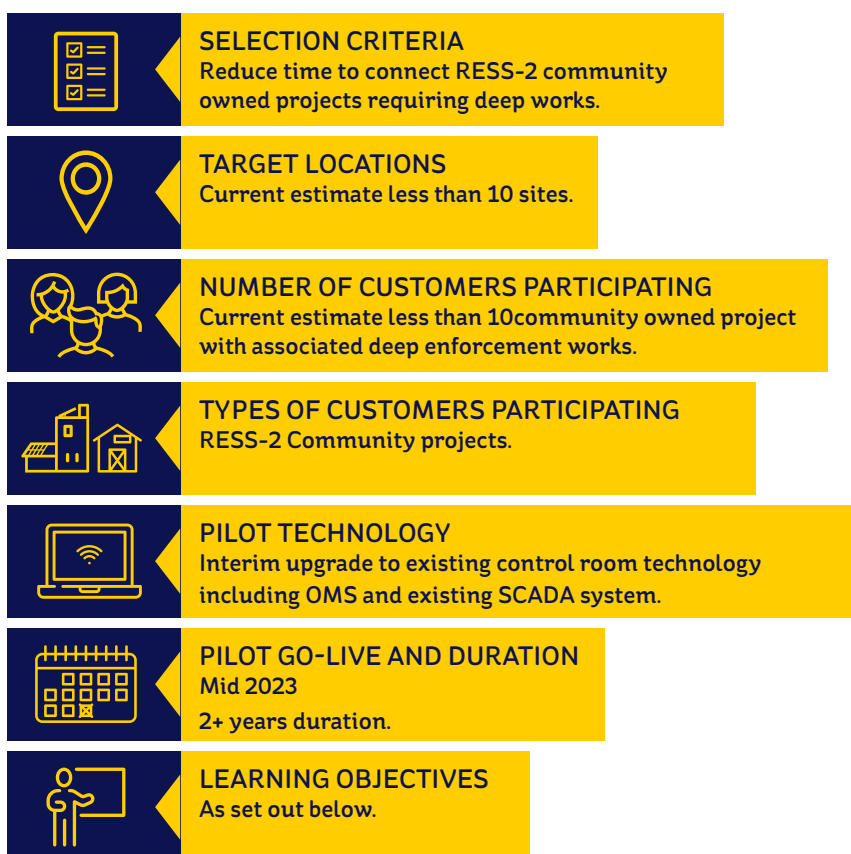 SELECTION CRITERIA
Reduce time to connect RESS-2 community
owned projects requiring deep works.
TARGET LOCATIONS
Current estimate less than 10 sites.
NUMBER OF CUSTOMERS PARTICIPATING
Current estimate less than 10community owned project
with associated deep enforcement works.
TYPES OF CUSTOMERS PARTICIPATING
RESS-2 Community projects.
PILOT TECHNOLOGY
Interim upgrade to existing control room technology
including OMS and existing SCADA system.
PILOT GO-LIVE AND DURATION
Mid 2023
2+ years duration.
LEARNING OBJECTIVES
As set out below.